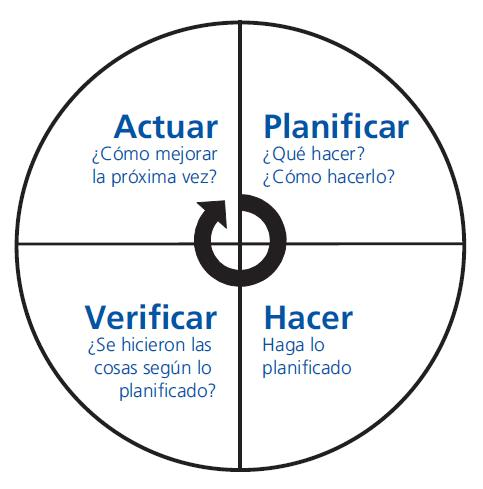 Actuar
¿Cómo mejorar
la próxima vez?
Planificar
¿Qué hacer?
¿Cómo hacerlo?
Verificar
¿Se hicieron las
cosas según lo
planificado?
Hacer
Haga lo
planificado